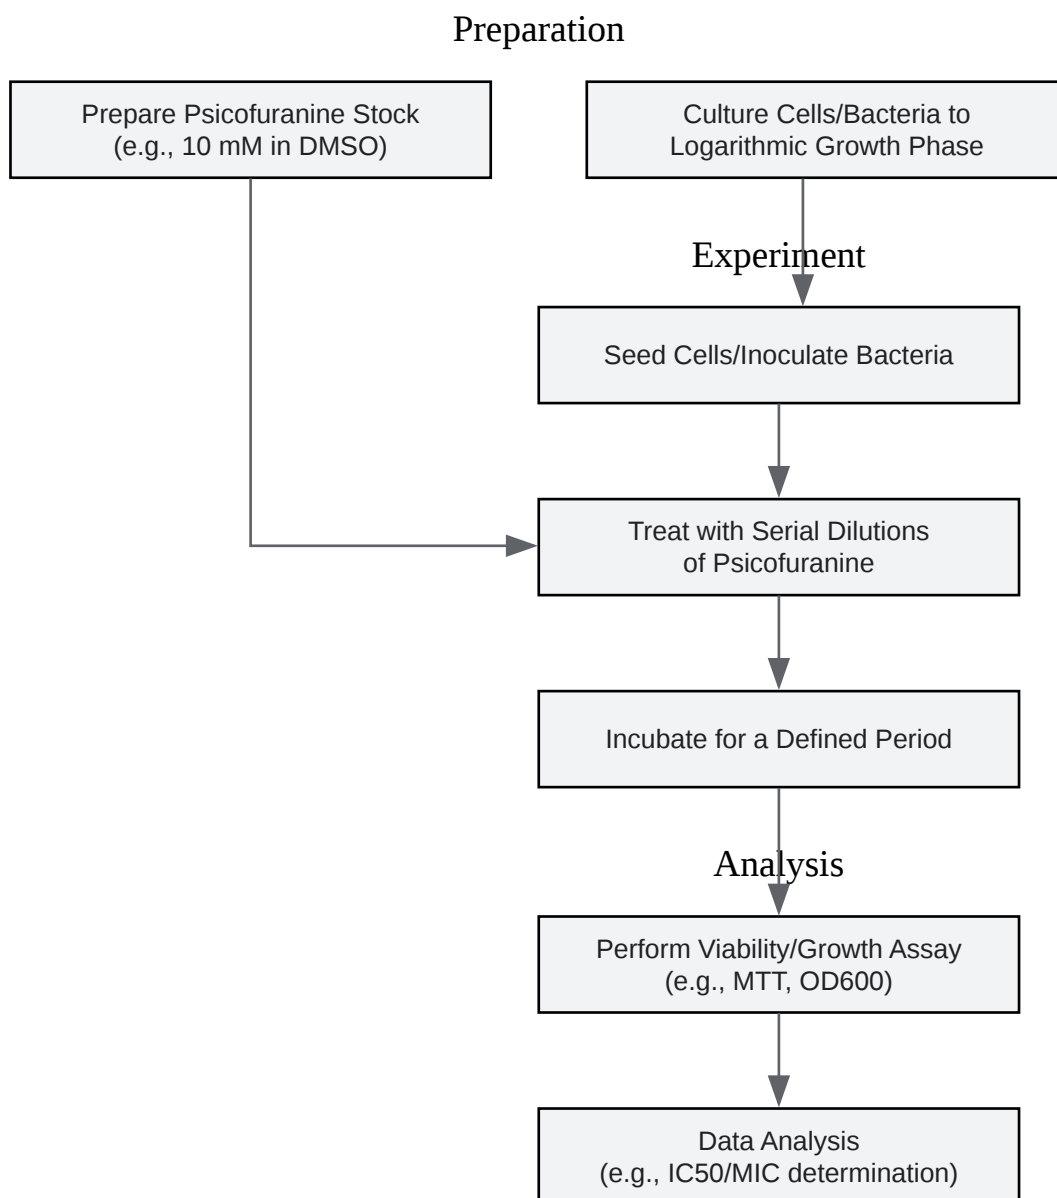 Preparation
Prepare Psicofuranine Stock
(e.g., 10 mM in DMSO)
Culture Cells/Bacteria to
Logarithmic Growth Phase
Experiment
Seed Cells/Inoculate Bacteria
Treat with Serial Dilutions
of Psicofuranine
Incubate for a Defined Period
Analysis
Perform Viability/Growth Assay
(e.g., MTT, OD600)
Data Analysis
(e.g., IC50/MIC determination)